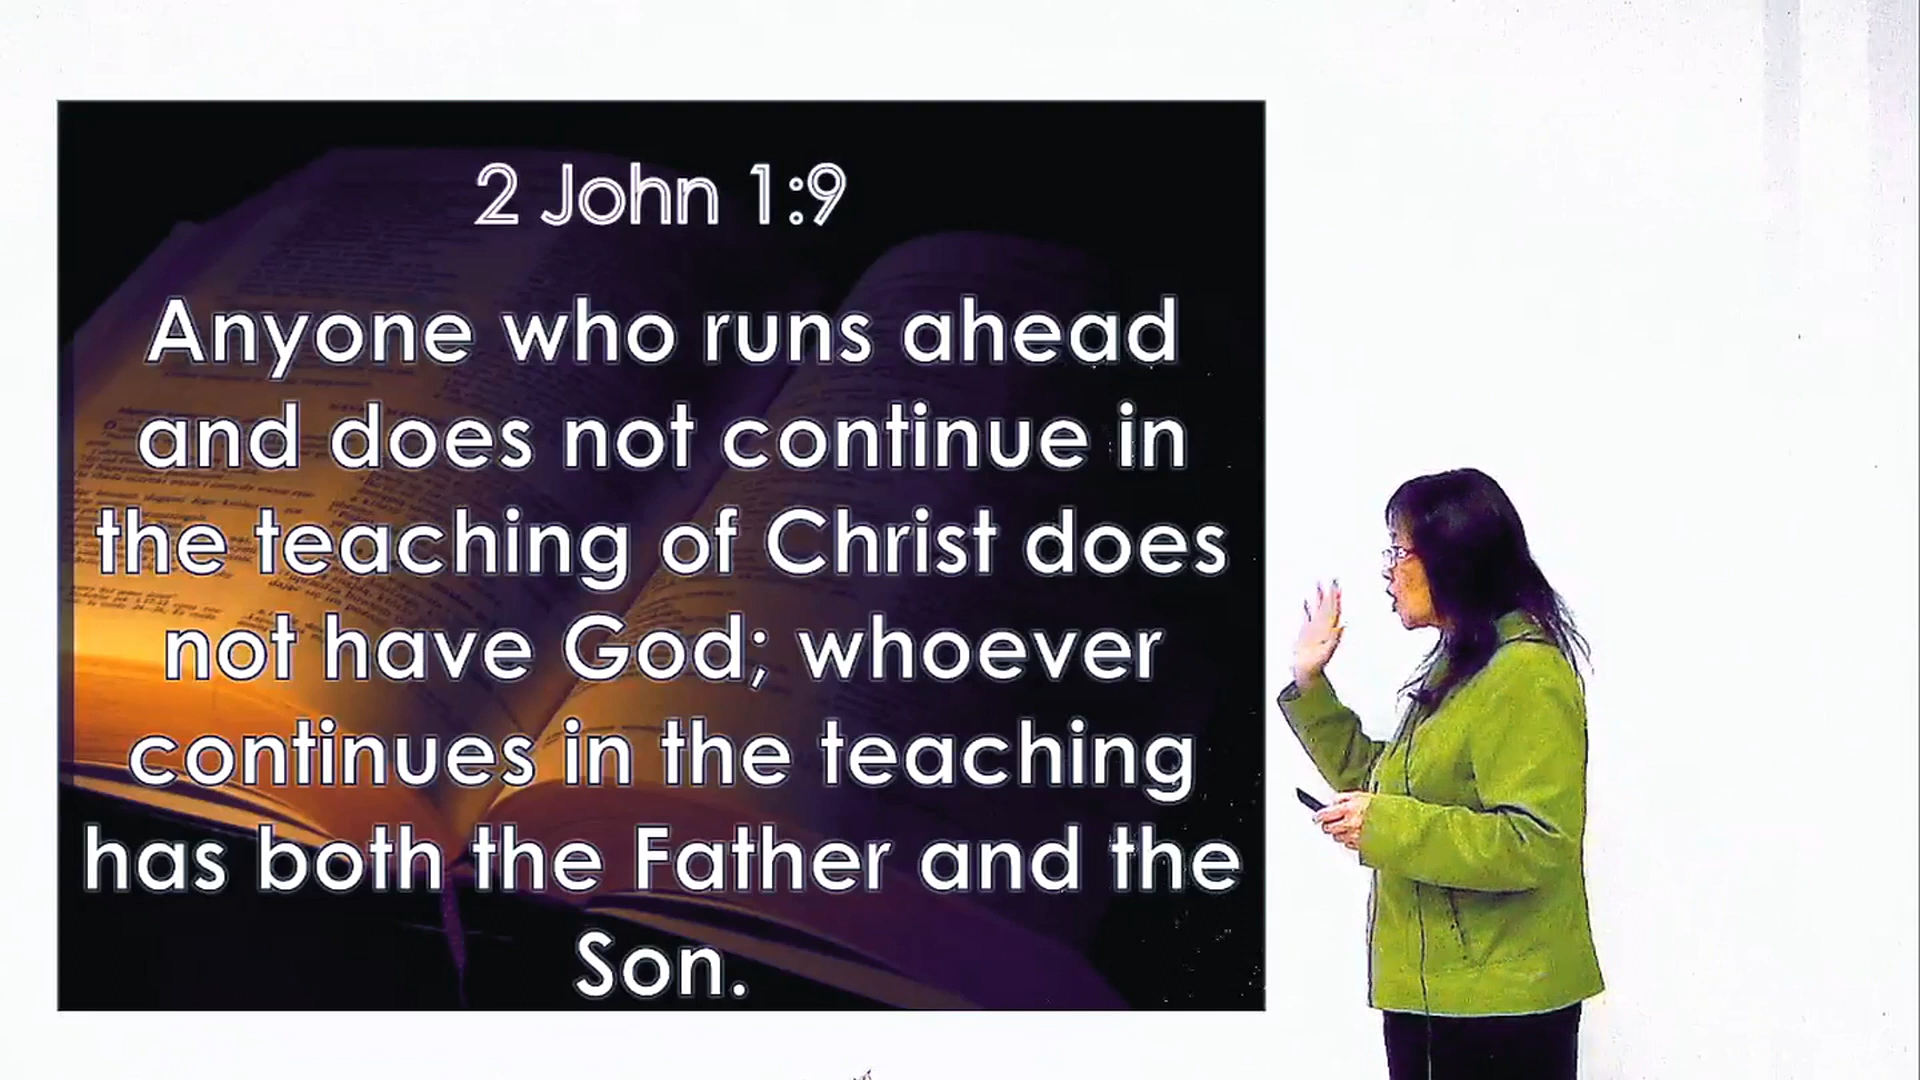 2 John 1:9
Anyone who runs ahead
and does not continue in
the teaching of Christ does
not have God; whoever
continues in the teaching
has both the Father and the
Son.